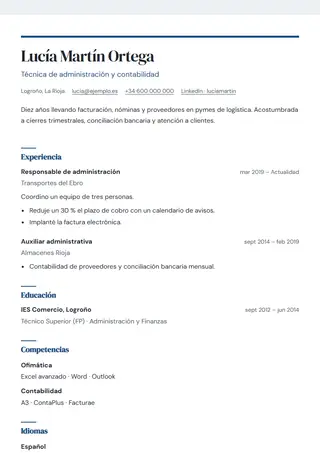 Lucía Martín Ortega
Técnica de administración y contabilidad
Logroño, La Rioja lucia@ejemplo.es +34 600 000 000 LinkedIn: luciamartin
Diez años llevando facturación, nóminas y proveedores en pymes de logística. Acostumbrada
a cierres trimestrales, conciliación bancaria y atención a clientes.
Experiencia
Responsable de administración mar 2019 – Actualidad
Transportes del Ebro
Coordino un equipo de tres personas.
• Reduje un 30 % el plazo de cobro con un calendario de avisos.
• Implanté la factura electrónica.
Auxiliar administrativa sept 2014 – feb 2019
Almacenes Rioja
• Contabilidad de proveedores y conciliación bancaria mensual.
Educación
IES Comercio, Logroño sept 2012 – jun 2014
Técnico Superior (FP) · Administración y Finanzas
Competencias
Ofimática
Excel avanzado · Word · Outlook
Contabilidad
A3 · ContaPlus · Facturae
Idiomas
Español